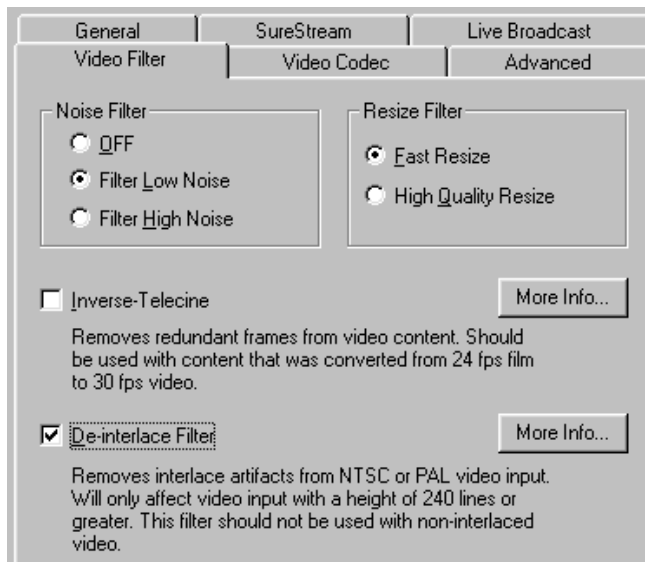 General SureStream Live Broadcast
Video Filter Video Codec Advanced
Noise Filter
OFF
Filter Low Noise
Filter High Noise
Resize Filter
Fast Resize
High Quality Resize
Inverse-Telecine
More Info...
Removes redundant frames from video content. Should
be used with content that was converted from 24 fps film
to 30 fps video.
De-interlace Filter
More Info...
Removes interlace artifacts from NTSC or PAL video input.
Will only affect video input with a height of 240 lines or
greater. This filter should not be used with non-interlaced
video.